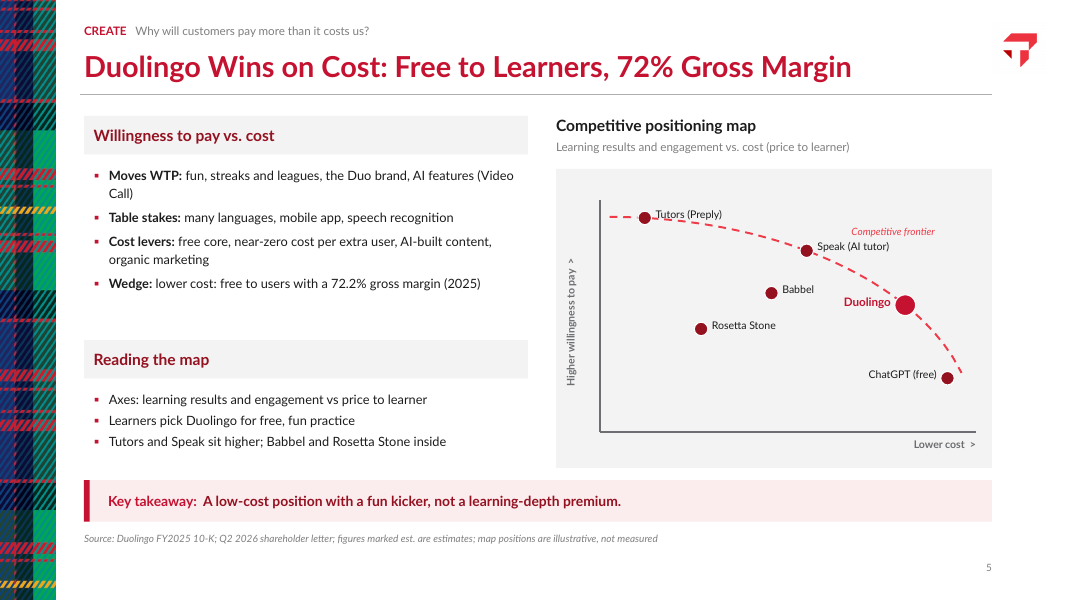 CREATE Why will customers pay more than it costs us?
Duolingo Wins on Cost: Free to Learners, 72% Gross Margin
Willingness to pay vs. cost
▪ Moves WTP: fun, streaks and leagues, the Duo brand, AI features (Video
Call)
▪ Table stakes: many languages, mobile app, speech recognition
▪ Cost levers: free core, near-zero cost per extra user, AI-built content,
organic marketing
▪ Wedge: lower cost: free to users with a 72.2% gross margin (2025)
Reading the map
▪ Axes: learning results and engagement vs price to learner
▪ Learners pick Duolingo for free, fun practice
▪ Tutors and Speak sit higher; Babbel and Rosetta Stone inside
Competitive positioning map
Learning results and engagement vs. cost (price to learner)
Tutors (Preply)
Competitive frontier
Speak (AI tutor)
Babbel
Duolingo
Rosetta Stone
ChatGPT (free)
Higher willingness to pay >
Lower cost >
Key takeaway: A low-cost position with a fun kicker, not a learning-depth premium.
Source: Duolingo FY2025 10-K; Q2 2026 shareholder letter; figures marked est. are estimates; map positions are illustrative, not measured
5